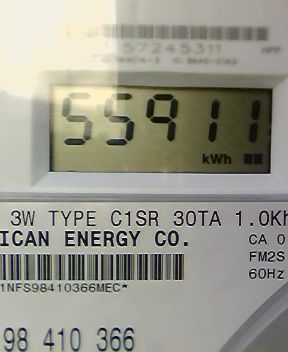 57245311
55911
kWh
3W TYPE C1SR 30TA 1.0Kh
ICAN ENERGY CO.
CA 0
FM2S
60Hz
1NFS98410366MEC*
98 410 366